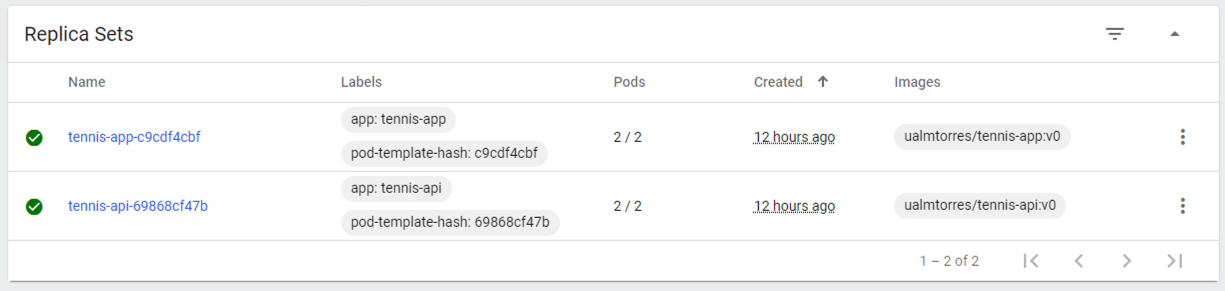 Replica Sets
Name Labels Pods Created Images
app: tennis-app
tennis-app-c9cdf4cbf 2 / 2 12 hours ago ualmtorres/tennis-app:v0
pod-template-hash: c9cdf4cbf
app: tennis-api
tennis-api-69868cf47b 2 / 2 12 hours ago ualmtorres/tennis-api:v0
pod-template-hash: 69868cf47b
1 – 2 of 2